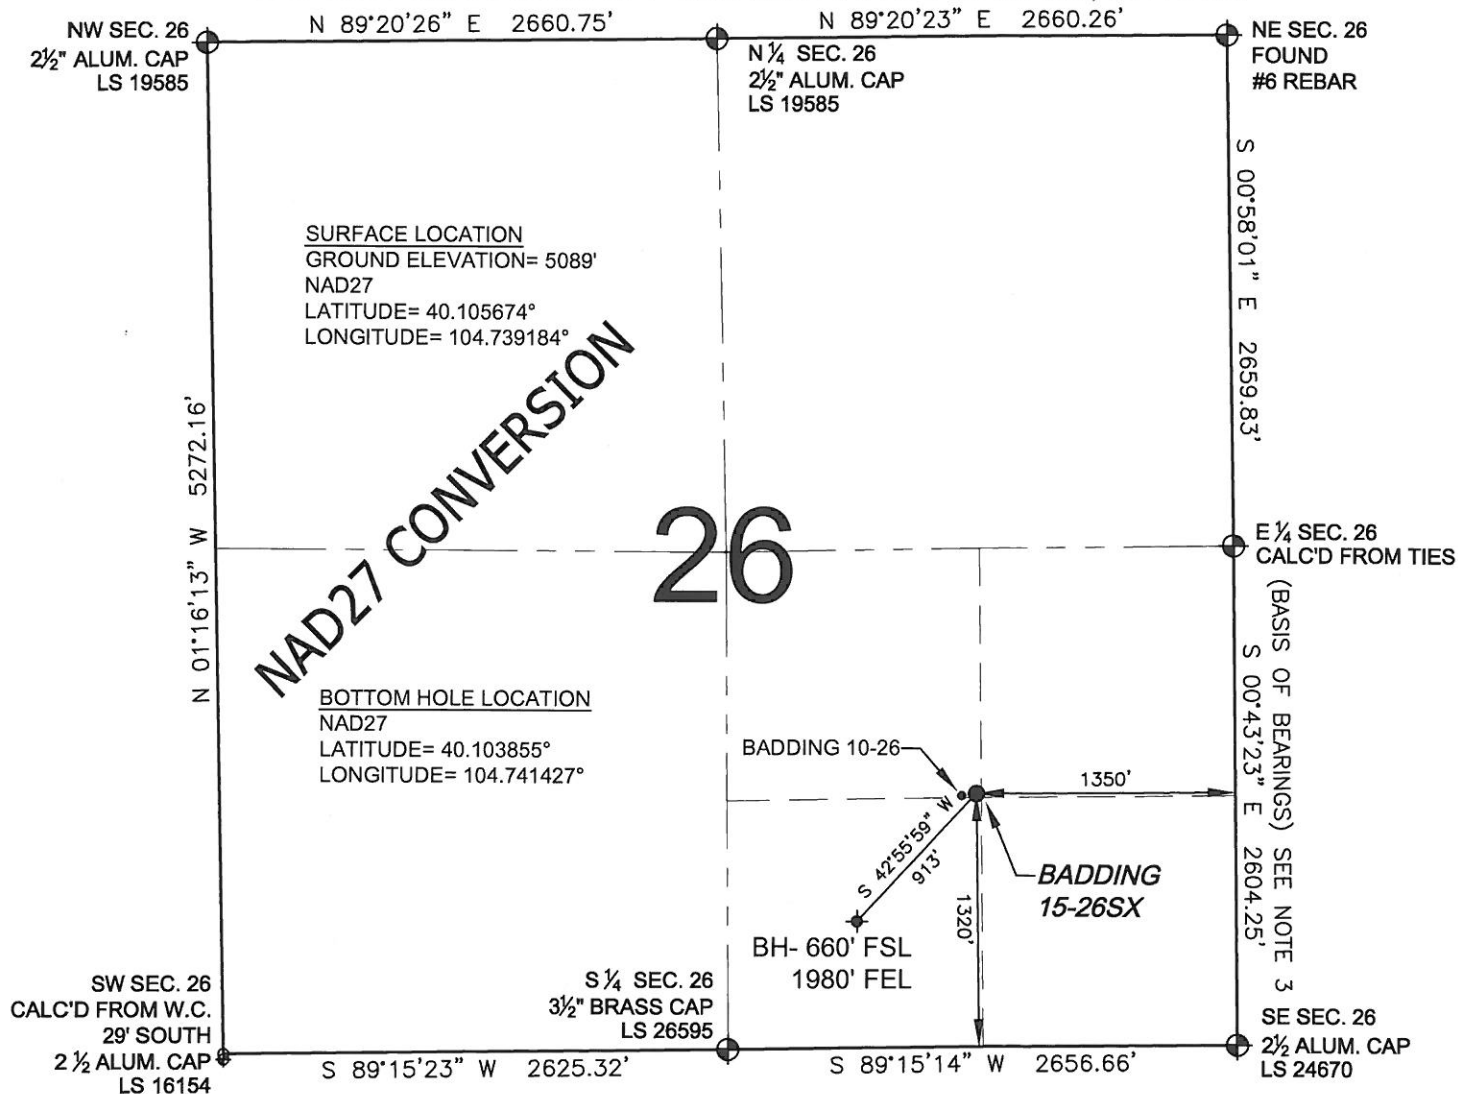 N 89°20'26" E 2660.75'
N 89°20'23" E 2660.26'
NW SEC. 26
2½" ALUM. CAP
LS 19585
N ¼ SEC. 26
2½" ALUM. CAP
LS 19585
NE SEC. 26
FOUND
#6 REBAR
S 00°58'01" E 2659.83'
SURFACE LOCATION
GROUND ELEVATION= 5089'
NAD27
LATITUDE= 40.105674°
LONGITUDE= 104.739184°
NAD27 CONVERSION
N 01°16'13" W 5272.16'
26
E ¼ SEC. 26
CALC'D FROM TIES
(BASIS OF BEARINGS) SEE NOTE 3
S 00°43'23" E 2604.25'
BOTTOM HOLE LOCATION
NAD27
LATITUDE= 40.103855°
LONGITUDE= 104.741427°
BADDING 10-26
1350'
S 42°55'59" W
913'
1320'
BADDING
15-26SX
BH- 660' FSL
1980' FEL
SW SEC. 26
CALC'D FROM W.C.
29' SOUTH
2 ½ ALUM. CAP
LS 16154
S ¼ SEC. 26
3½" BRASS CAP
LS 26595
SE SEC. 26
2½ ALUM. CAP
LS 24670
S 89°15'23" W 2625.32'
S 89°15'14" W 2656.66'